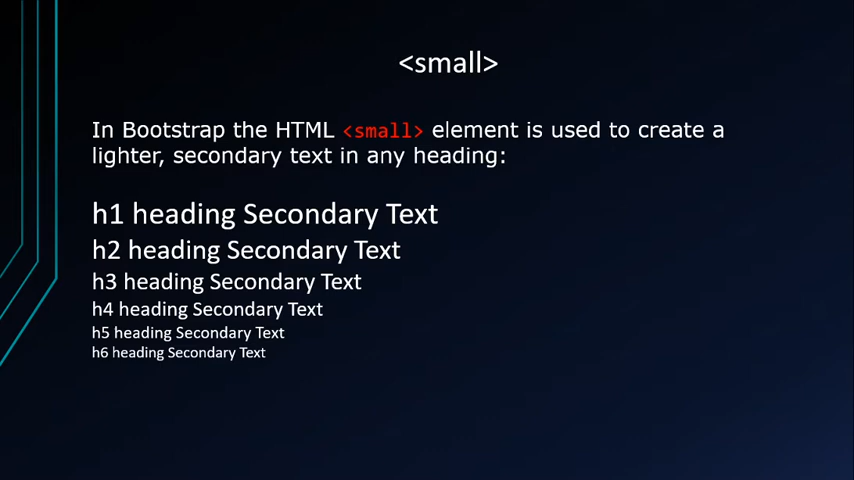 <small>
In Bootstrap the HTML <small> element is used to create a
lighter, secondary text in any heading:
h1 heading Secondary Text
h2 heading Secondary Text
h3 heading Secondary Text
h4 heading Secondary Text
h5 heading Secondary Text
h6 heading Secondary Text